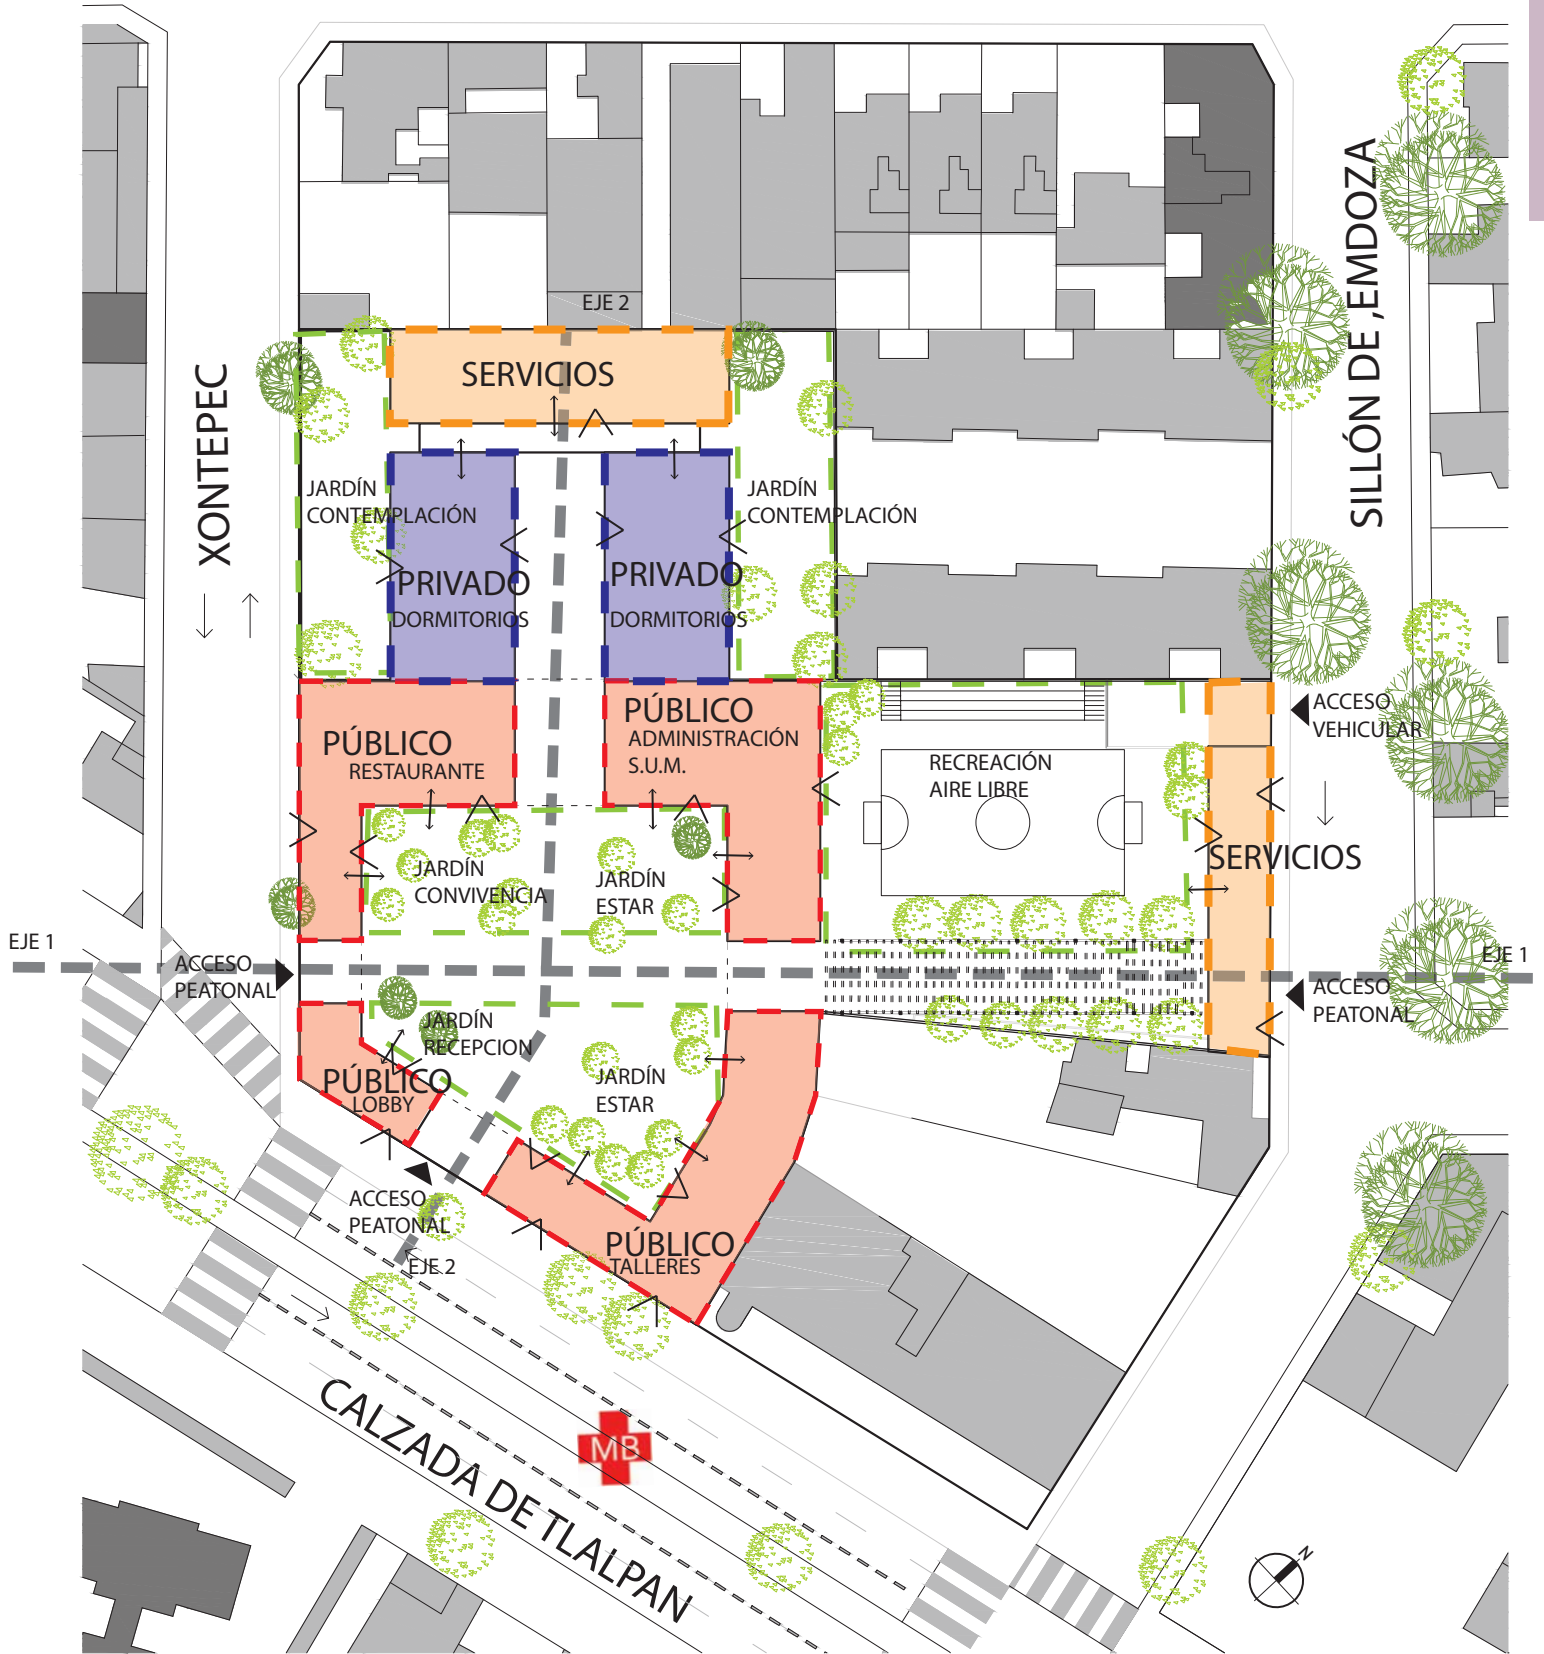 EJE 2
SERVICIOS
XONTEPEC
SILLÓN DE ,EMDOZA
JARDÍN
CONTEMPLACIÓN
JARDÍN
CONTEMPLACIÓN
PRIVADO
DORMITORIOS
PRIVADO
DORMITORIOS
PÚBLICO
RESTAURANTE
PÚBLICO
ADMINISTRACIÓN
S.U.M.
ACCESO
VEHICULAR
RECREACIÓN
AIRE LIBRE
SERVICIOS
JARDÍN
CONVIVENCIA
JARDÍN
ESTAR
EJE 1
EJE 1
ACCESO
PEATONAL
ACCESO
PEATONAL
JARDÍN
RECEPCION
PÚBLICO
LOBBY
JARDÍN
ESTAR
ACCESO
PEATONAL
EJE 2
PÚBLICO
TALLERES
CALZADA DE TLALPAN
MB
N